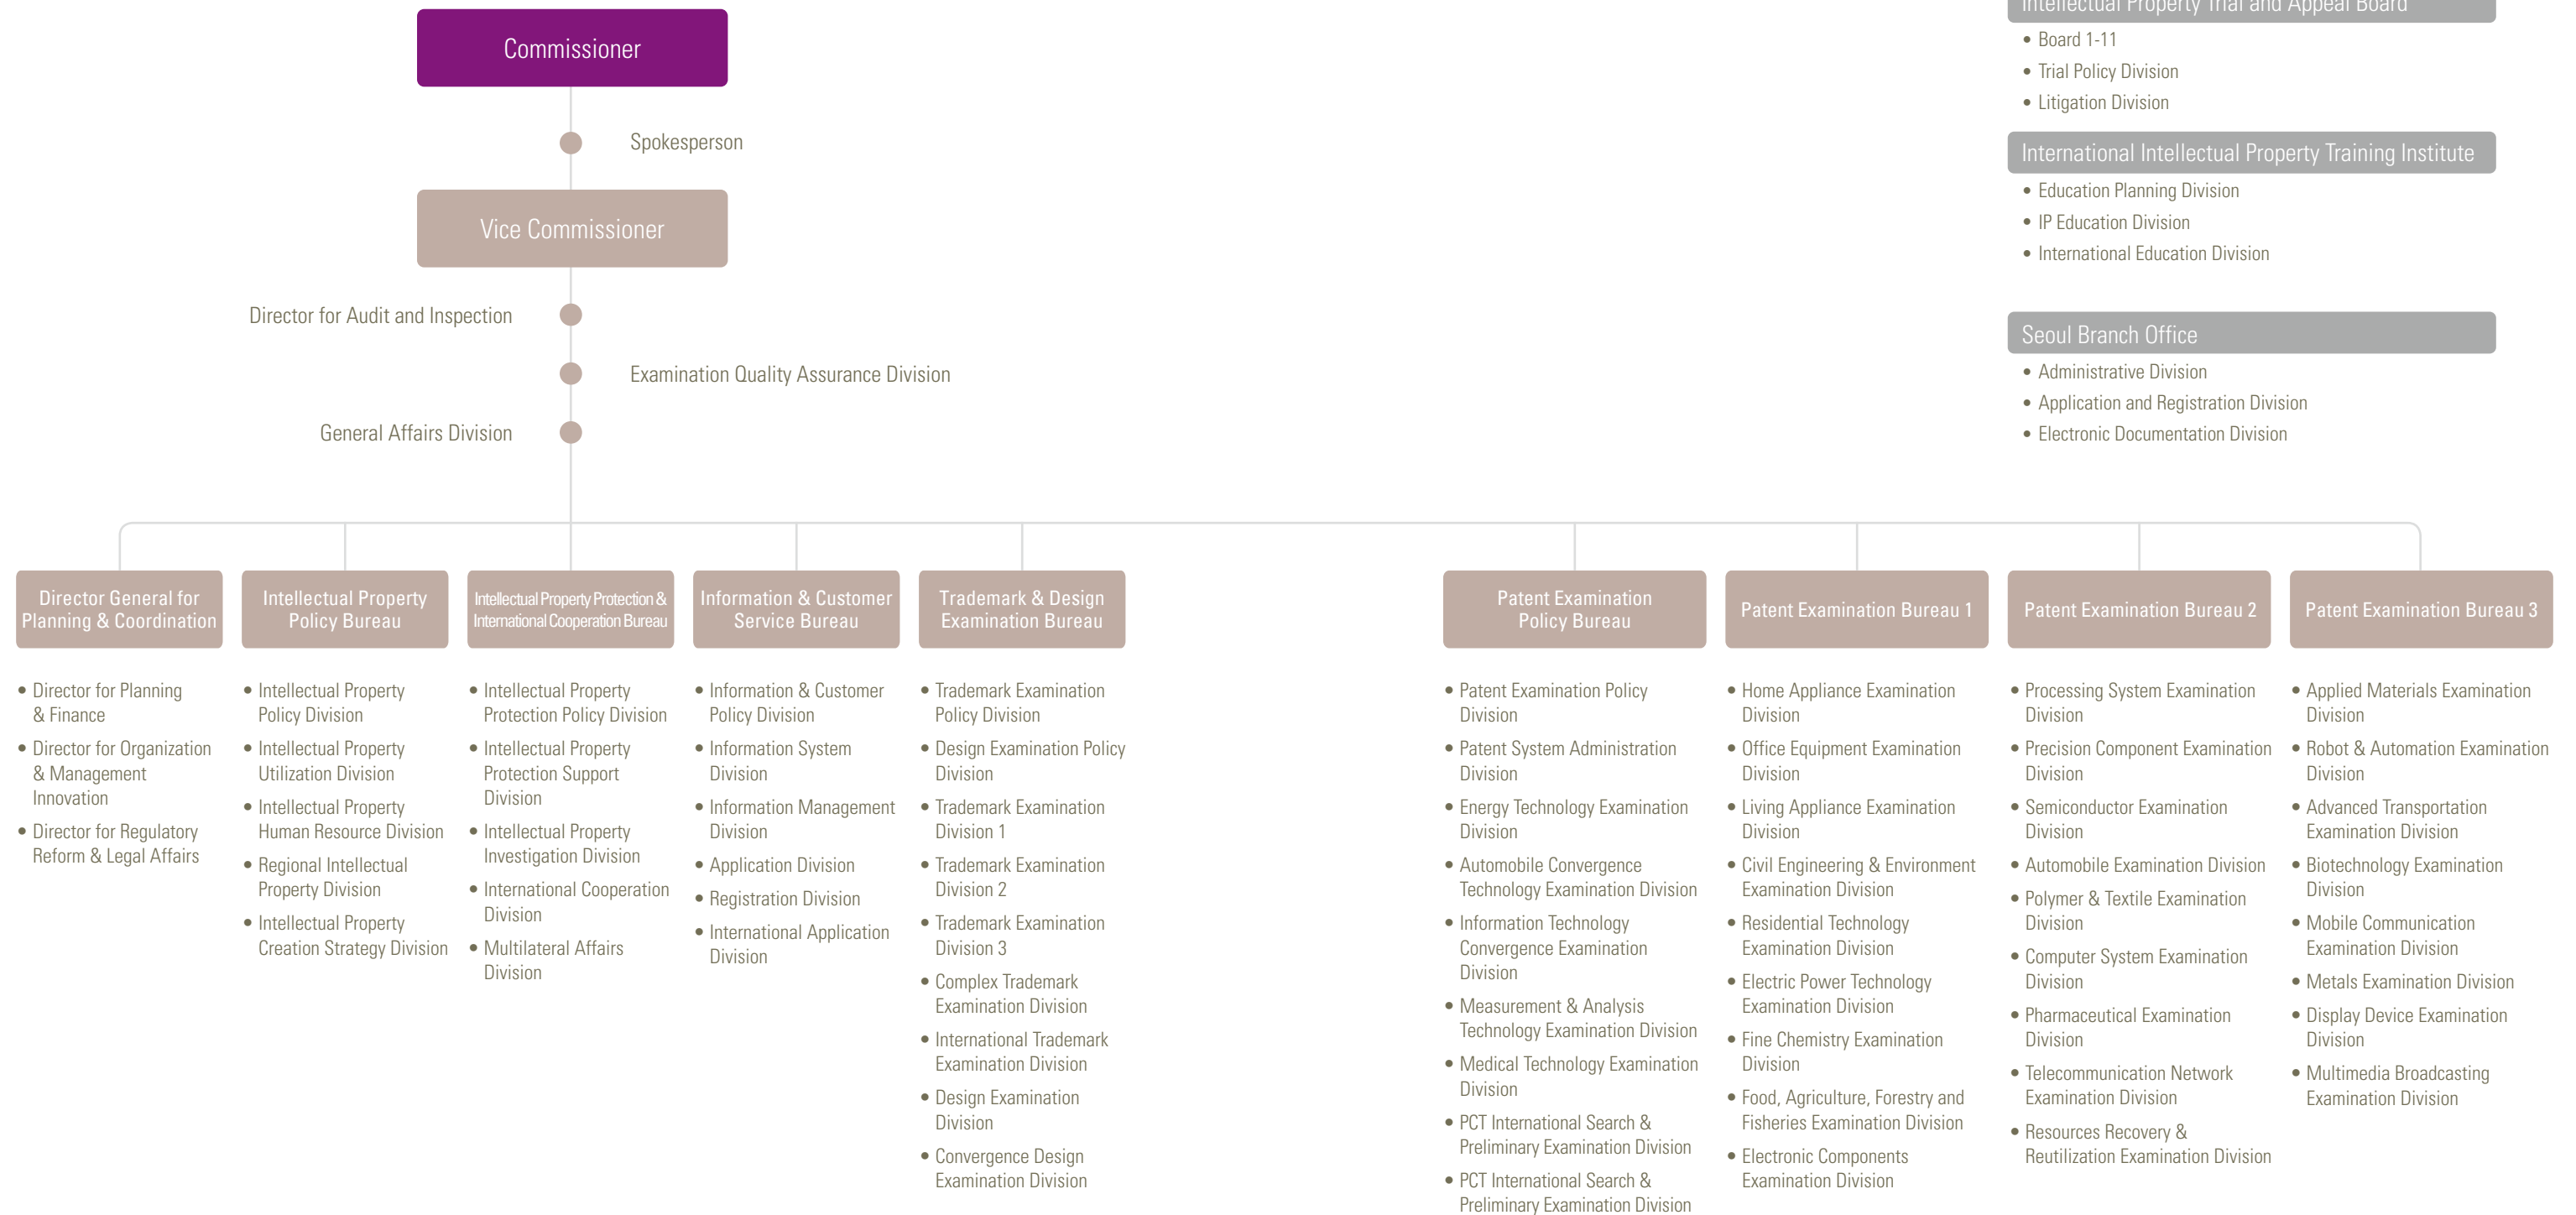 Commissioner
Spokesperson
Vice Commissioner
Director for Audit and Inspection
Examination Quality Assurance Division
General Affairs Division
Intellectual Property Trial and Appeal Board
• Board 1-11
• Trial Policy Division
• Litigation Division
International Intellectual Property Training Institute
• Education Planning Division
• IP Education Division
• International Education Division
Seoul Branch Office
• Administrative Division
• Application and Registration Division
• Electronic Documentation Division
Director General for
Planning & Coordination
• Director for Planning
& Finance
• Director for Organization
& Management
Innovation
• Director for Regulatory
Reform & Legal Affairs
Intellectual Property
Policy Bureau
• Intellectual Property
Policy Division
• Intellectual Property
Utilization Division
• Intellectual Property
Human Resource Division
• Regional Intellectual
Property Division
• Intellectual Property
Creation Strategy Division
Intellectual Property Protection &
International Cooperation Bureau
• Intellectual Property
Protection Policy Division
• Intellectual Property
Protection Support
Division
• Intellectual Property
Investigation Division
• International Cooperation
Division
• Multilateral Affairs
Division
Information & Customer
Service Bureau
• Information & Customer
Policy Division
• Information System
Division
• Information Management
Division
• Application Division
• Registration Division
• International Application
Division
Trademark & Design
Examination Bureau
• Trademark Examination
Policy Division
• Design Examination Policy
Division
• Trademark Examination
Division 1
• Trademark Examination
Division 2
• Trademark Examination
Division 3
• Complex Trademark
Examination Division
• International Trademark
Examination Division
• Design Examination
Division
• Convergence Design
Examination Division
Patent Examination
Policy Bureau
• Patent Examination Policy
Division
• Patent System Administration
Division
• Energy Technology Examination
Division
• Automobile Convergence
Technology Examination Division
• Information Technology
Convergence Examination
Division
• Measurement & Analysis
Technology Examination Division
• Medical Technology Examination
Division
• PCT International Search &
Preliminary Examination Division
• PCT International Search &
Preliminary Examination Division
Patent Examination Bureau 1
• Home Appliance Examination
Division
• Office Equipment Examination
Division
• Living Appliance Examination
Division
• Civil Engineering & Environment
Examination Division
• Residential Technology
Examination Division
• Electric Power Technology
Examination Division
• Fine Chemistry Examination
Division
• Food, Agriculture, Forestry and
Fisheries Examination Division
• Electronic Components
Examination Division
Patent Examination Bureau 2
• Processing System Examination
Division
• Precision Component Examination
Division
• Semiconductor Examination
Division
• Automobile Examination Division
• Polymer & Textile Examination
Division
• Computer System Examination
Division
• Pharmaceutical Examination
Division
• Telecommunication Network
Examination Division
• Resources Recovery &
Reutilization Examination Division
Patent Examination Bureau 3
• Applied Materials Examination
Division
• Robot & Automation Examination
Division
• Advanced Transportation
Examination Division
• Biotechnology Examination
Division
• Mobile Communication
Examination Division
• Metals Examination Division
• Display Device Examination
Division
• Multimedia Broadcasting
Examination Division